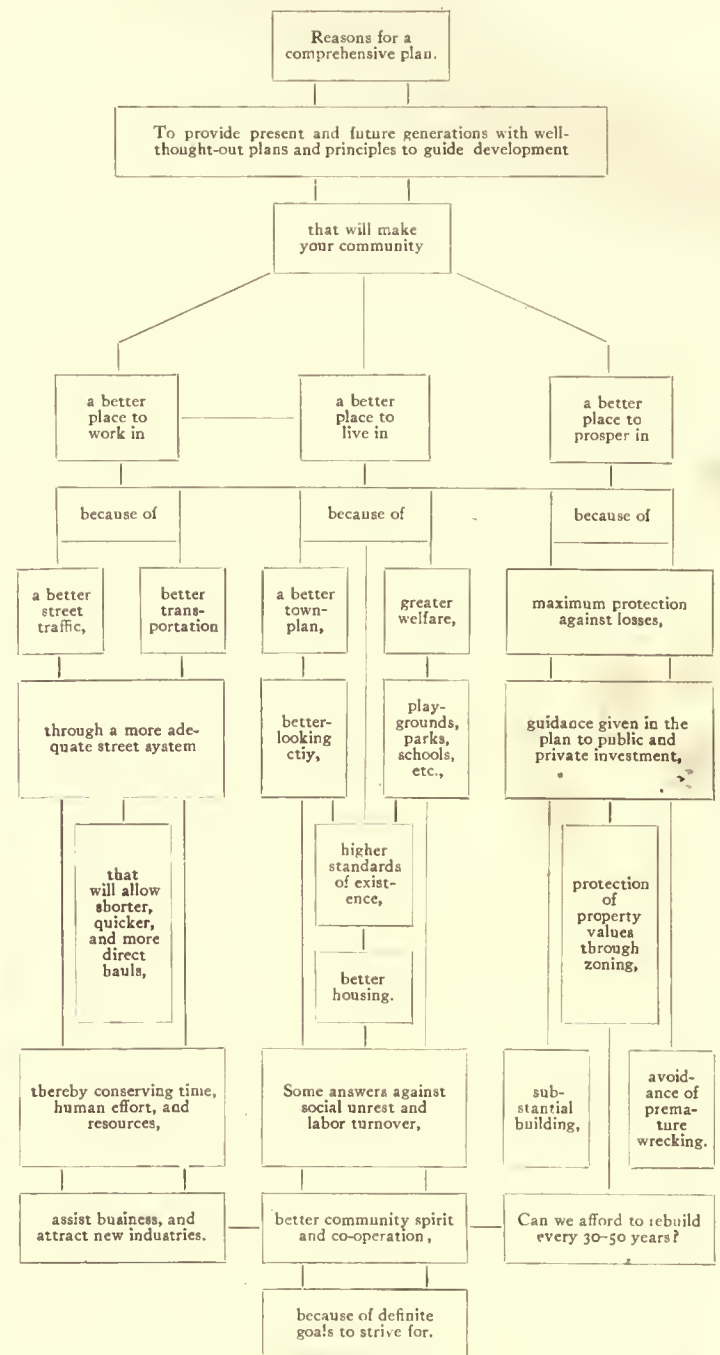 Reasons for a
comprehensive plan.
To provide present and future generations with well-
thought-out plans and principles to guide development
that will make
your community
a better
place to
work in
a better
place to
live in
a better
place to
prosper in
because of
because of
because of
a better
street
traffic,
better
trans-
portation
a better
town-
plan,
greater
welfare,
maximum protection
against losses,
through a more ade-
quate street system
better-
looking
ctiy,
play-
grounds,
parks,
schools,
etc.,
guidance given in the
plan to public and
private investment,
that
will allow
shorter,
quicker,
and more
direct
hauls,
higher
standards
of exist-
ence,
better
housing.
protection
of
property
values
through
zoning,
thereby conserving time,
human effort, and
resources,
Some answers against
social unrest and
labor turnover,
sub-
stantial
building,
avoid-
ance of
prema-
ture
wrecking.
assist business, and
attract new industries.
better community spirit
and co-operation,
Can we afford to rebuild
every 30-50 years?
because of definite
goals to strive for.